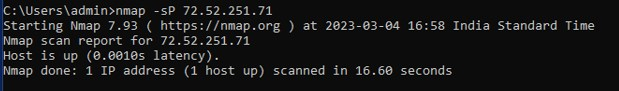 C:\Users\admin>nmap -sP 72.52.251.71
Starting Nmap 7.93 ( https://nmap.org ) at 2023-03-04 16:58 India Standard Time
Nmap scan report for 72.52.251.71
Host is up (0.0010s latency).
Nmap done: 1 IP address (1 host up) scanned in 16.60 seconds